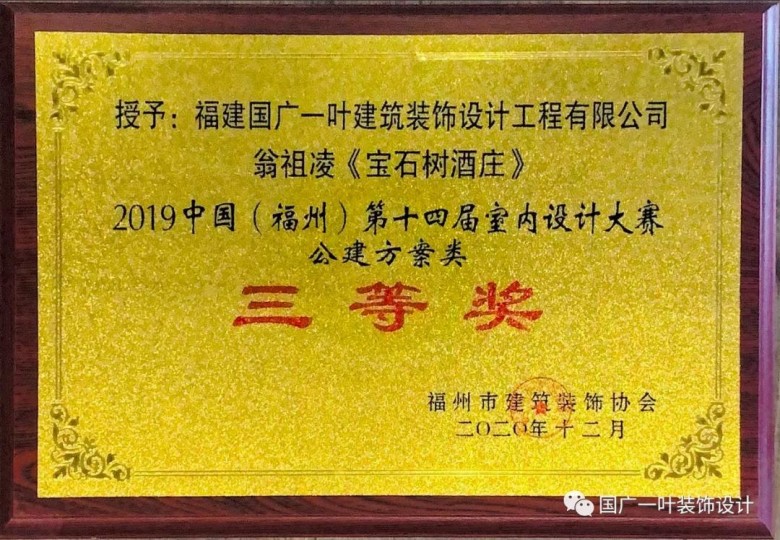 授予：福建国广一叶建筑装饰设计工程有限公司
翁祖凌《宝石树酒庄》
2019中国（福州）第十四届室内设计大赛
公建方案类
三等奖
福州市建筑装饰协会
二〇二〇年十二月
国广一叶装饰设计